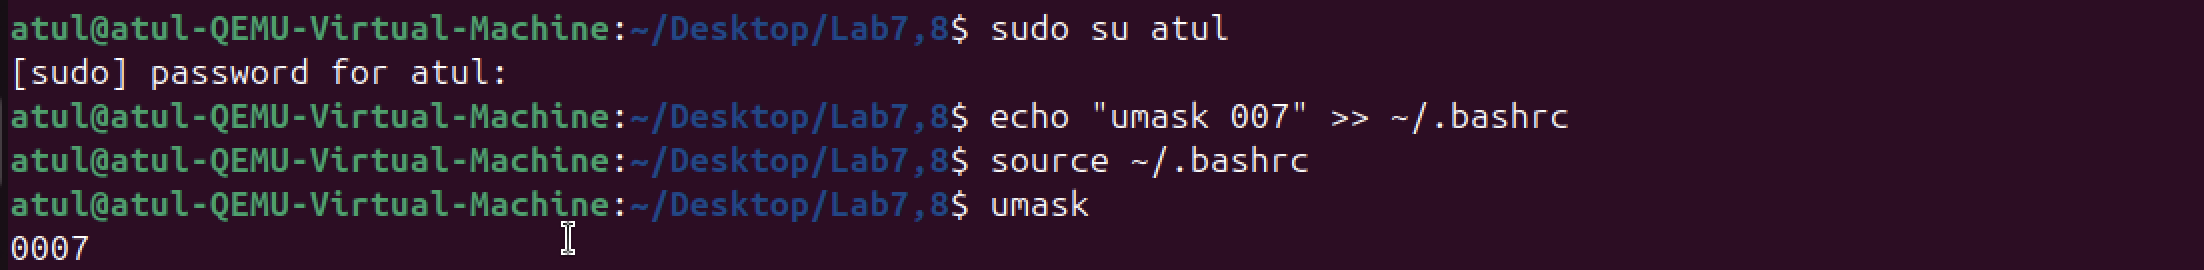 atul@atul-QEMU-Virtual-Machine:~/Desktop/Lab7,8$ sudo su atul
[sudo] password for atul:
atul@atul-QEMU-Virtual-Machine:~/Desktop/Lab7,8$ echo "umask 007" >> ~/.bashrc
atul@atul-QEMU-Virtual-Machine:~/Desktop/Lab7,8$ source ~/.bashrc
atul@atul-QEMU-Virtual-Machine:~/Desktop/Lab7,8$ umask
0007